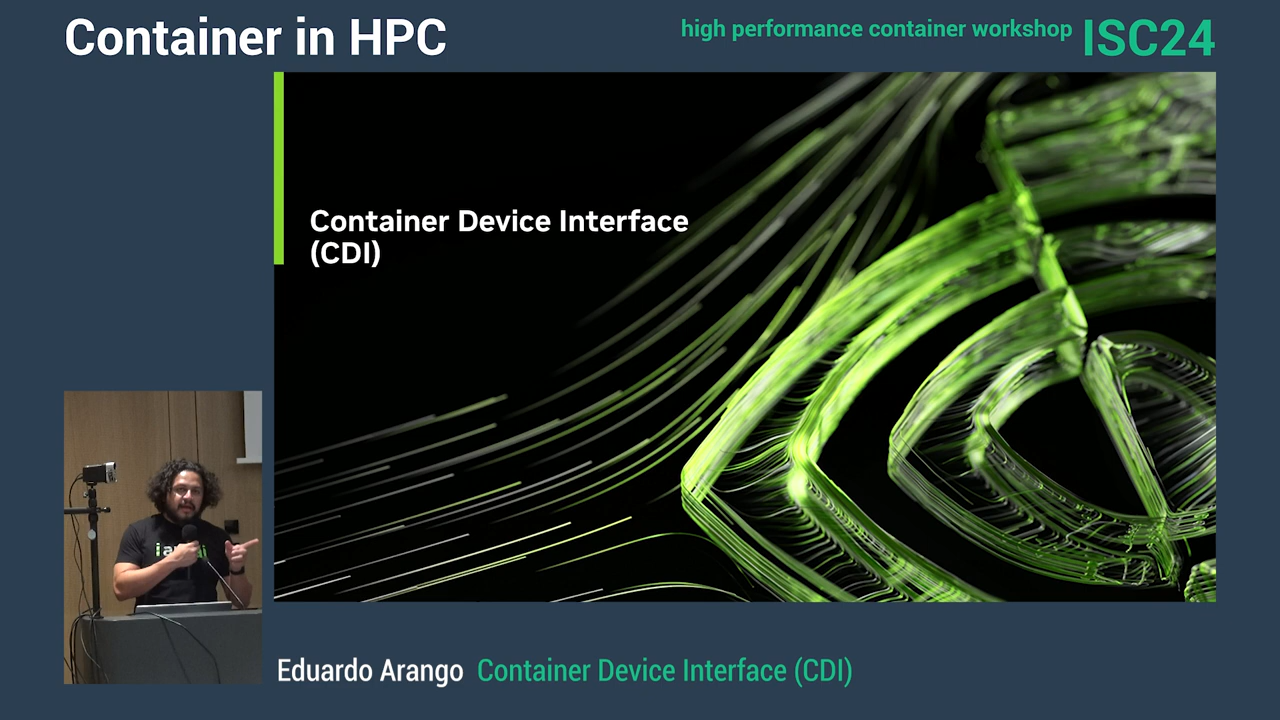 Container in HPC
high performance container workshop ISC24
Container Device Interface
(CDI)
Eduardo Arango Container Device Interface (CDI)